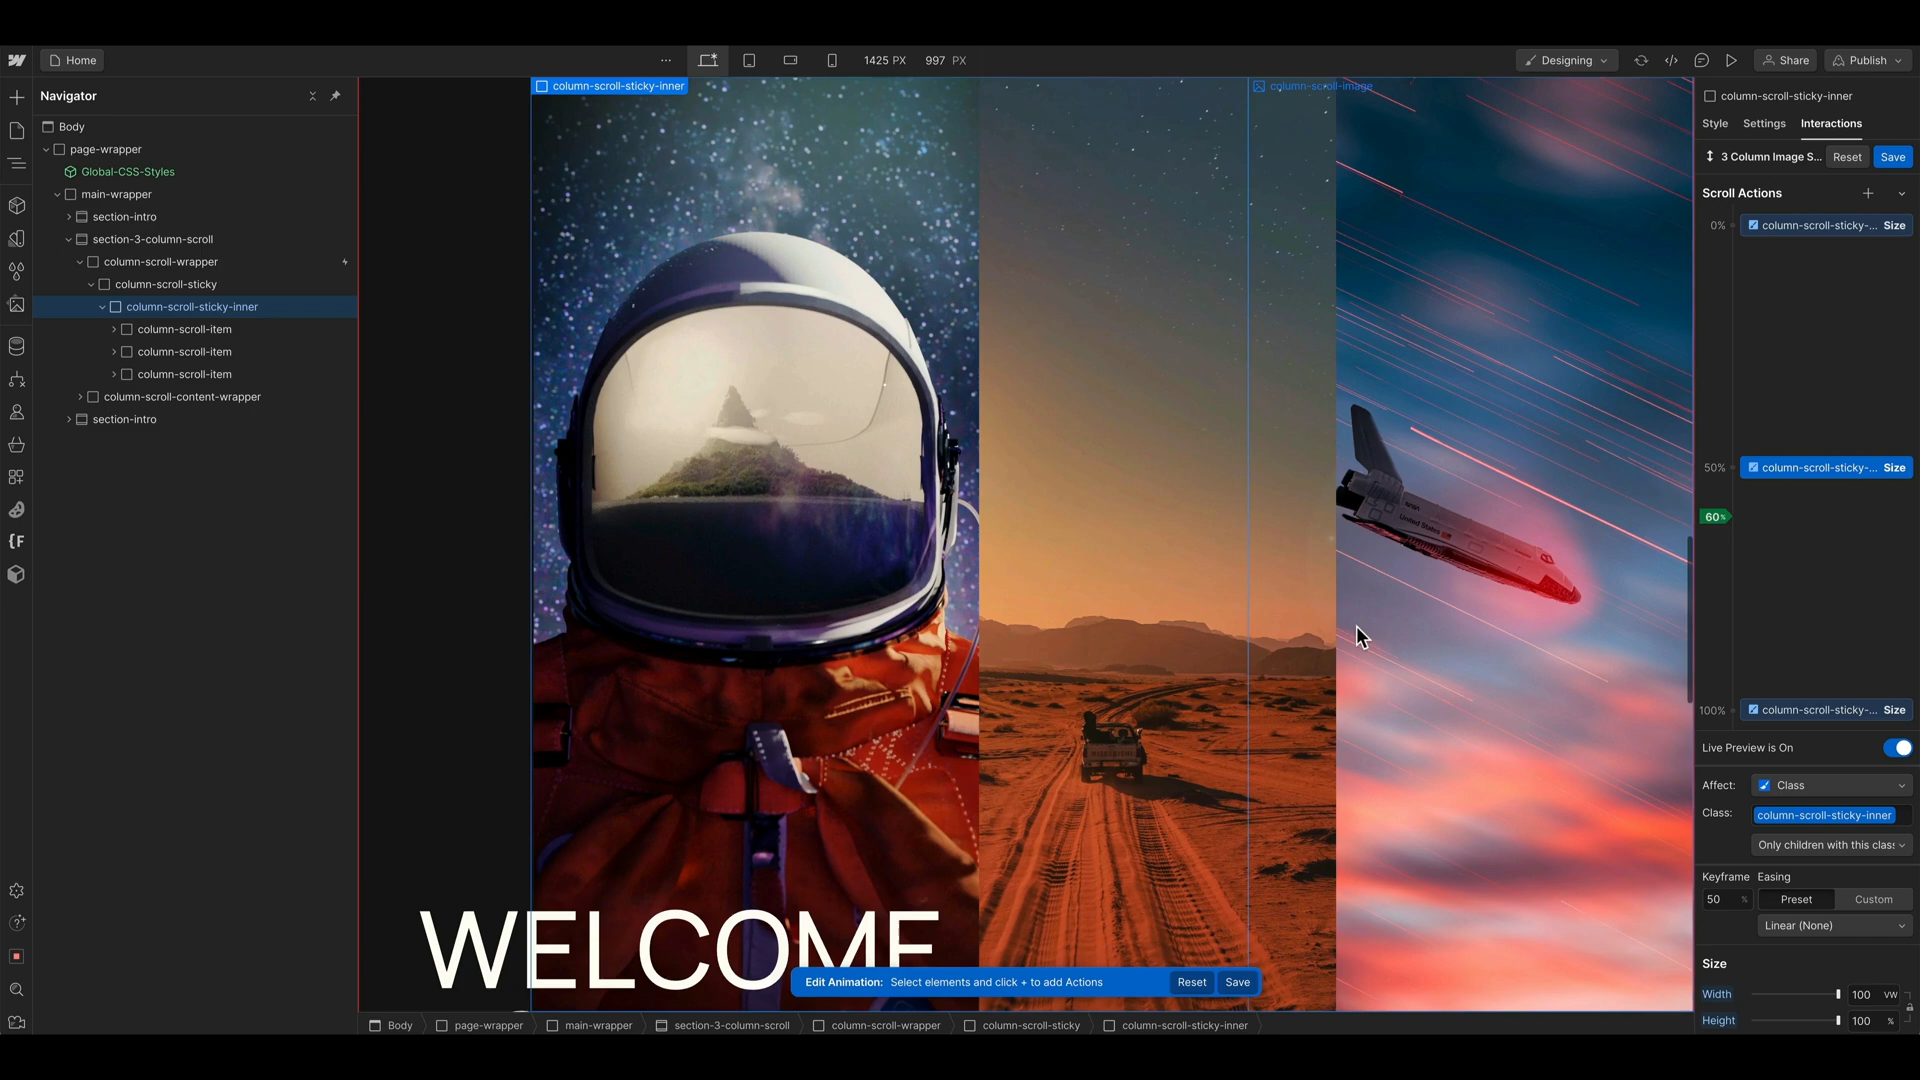 Home
1425 PX 997 PX
Designing
Share
Publish
Navigator
Body
page-wrapper
Global-CSS-Styles
main-wrapper
section-intro
section-3-column-scroll
column-scroll-wrapper
column-scroll-sticky
column-scroll-sticky-inner
column-scroll-item
column-scroll-item
column-scroll-item
column-scroll-content-wrapper
section-intro
column-scroll-sticky-inner
column-scroll-image
United States
WELCOME
Edit Animation: Select elements and click + to add Actions Reset Save
Body page-wrapper main-wrapper section-3-column-scroll column-scroll-wrapper column-scroll-sticky column-scroll-sticky-inner
column-scroll-sticky-inner
Style Settings Interactions
3 Column Image S... Reset Save
Scroll Actions
0% column-scroll-sticky-... Size
50% column-scroll-sticky-... Size
60%
100% column-scroll-sticky-... Size
Live Preview is On
Affect: Class
Class: column-scroll-sticky-inner
Only children with this class
Keyframe Easing
50 % Preset Custom
Linear (None)
Size
Width 100 VW
Height 100 %